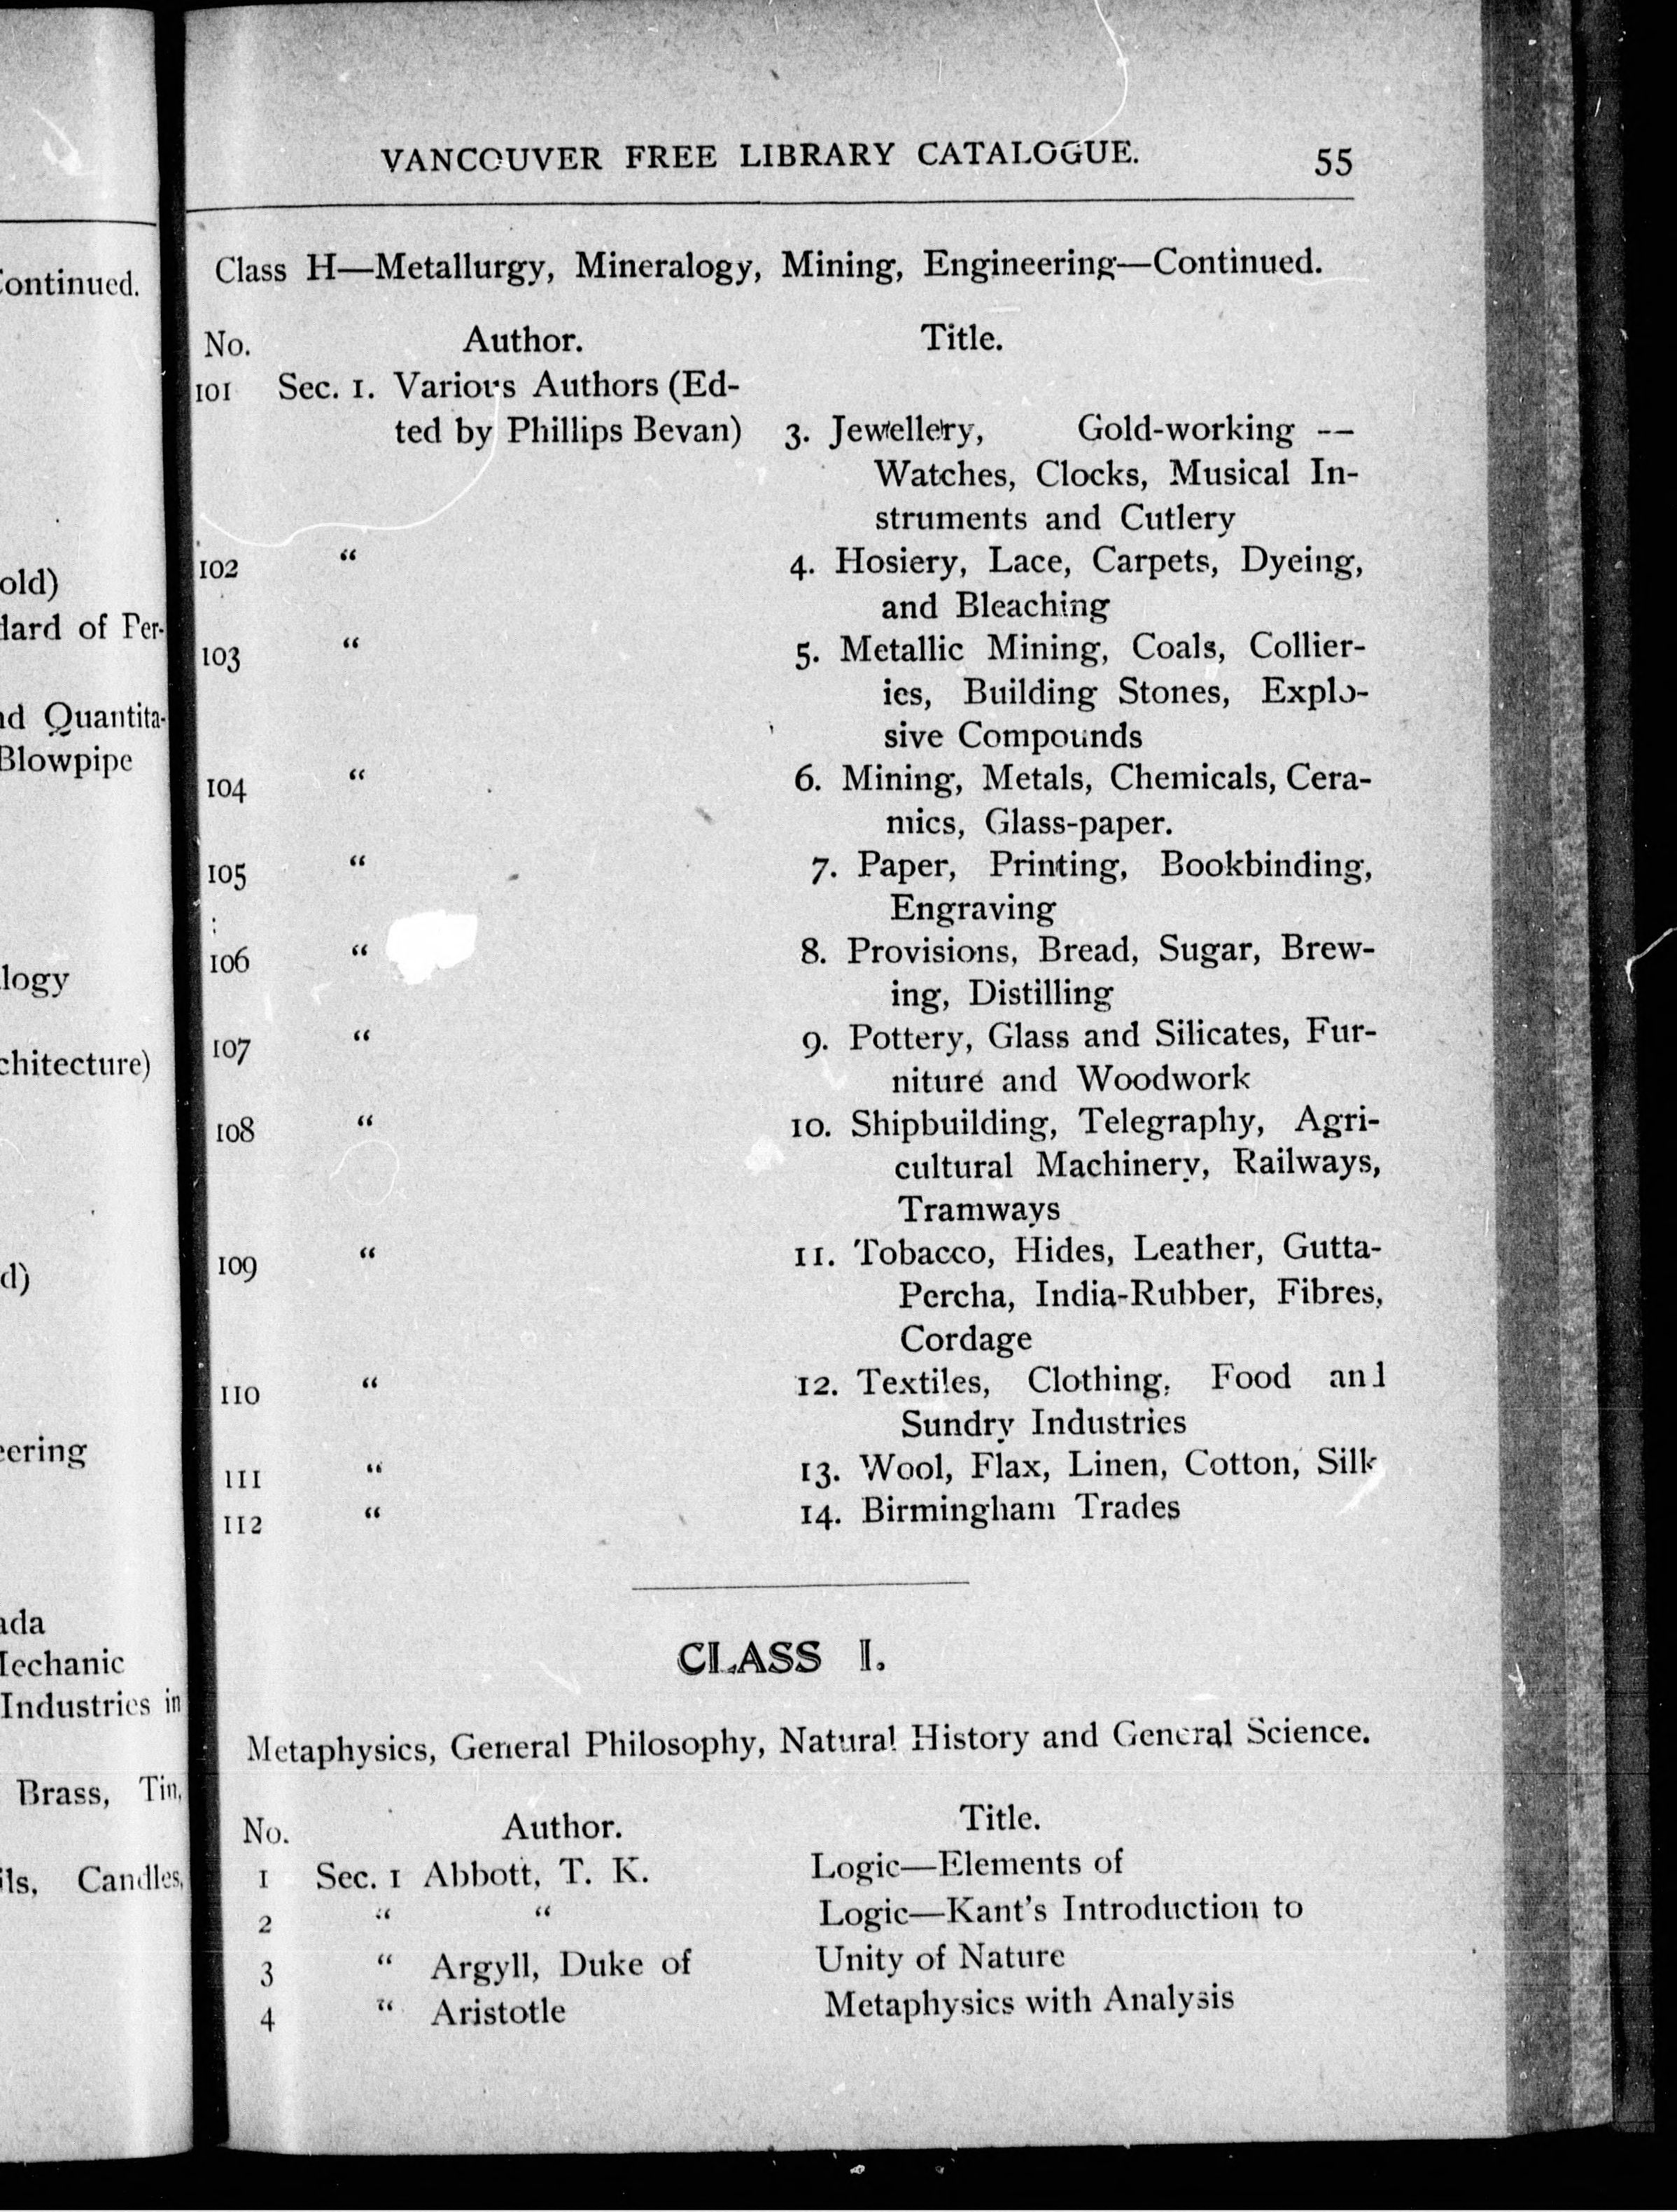 ontinued.
old)
dard of Per-
nd Quantita-
Blowpipe
logy
chitecture)
d)
eering
ada
Mechanic
Industries in
Brass, Tin,
ils, Candles,
VANCOUVER FREE LIBRARY CATALOGUE. 55
Class H—Metallurgy, Mineralogy, Mining, Engineering—Continued.
No. Author. Title.
101 Sec. 1. Various Authors (Ed-
ted by Phillips Bevan) 3. Jewellery, Gold-working —
Watches, Clocks, Musical In-
struments and Cutlery
102 “ 4. Hosiery, Lace, Carpets, Dyeing,
and Bleaching
103 “ 5. Metallic Mining, Coals, Collier-
ies, Building Stones, Explo-
sive Compounds
104 “ 6. Mining, Metals, Chemicals, Cera-
mics, Glass-paper.
105 “ 7. Paper, Printing, Bookbinding,
Engraving
106 “ 8. Provisions, Bread, Sugar, Brew-
ing, Distilling
107 “ 9. Pottery, Glass and Silicates, Fur-
niture and Woodwork
108 “ 10. Shipbuilding, Telegraphy, Agri-
cultural Machinery, Railways,
Tramways
109 “ 11. Tobacco, Hides, Leather, Gutta-
Percha, India-Rubber, Fibres,
Cordage
110 “ 12. Textiles, Clothing, Food and
Sundry Industries
111 “ 13. Wool, Flax, Linen, Cotton, Silk
112 “ 14. Birmingham Trades
CLASS I.
Metaphysics, General Philosophy, Natural History and General Science.
No. Author. Title.
1 Sec. 1 Abbott, T. K. Logic—Elements of
2 “ “ Logic—Kant's Introduction to
3 “ Argyll, Duke of Unity of Nature
4 “ Aristotle Metaphysics with Analysis